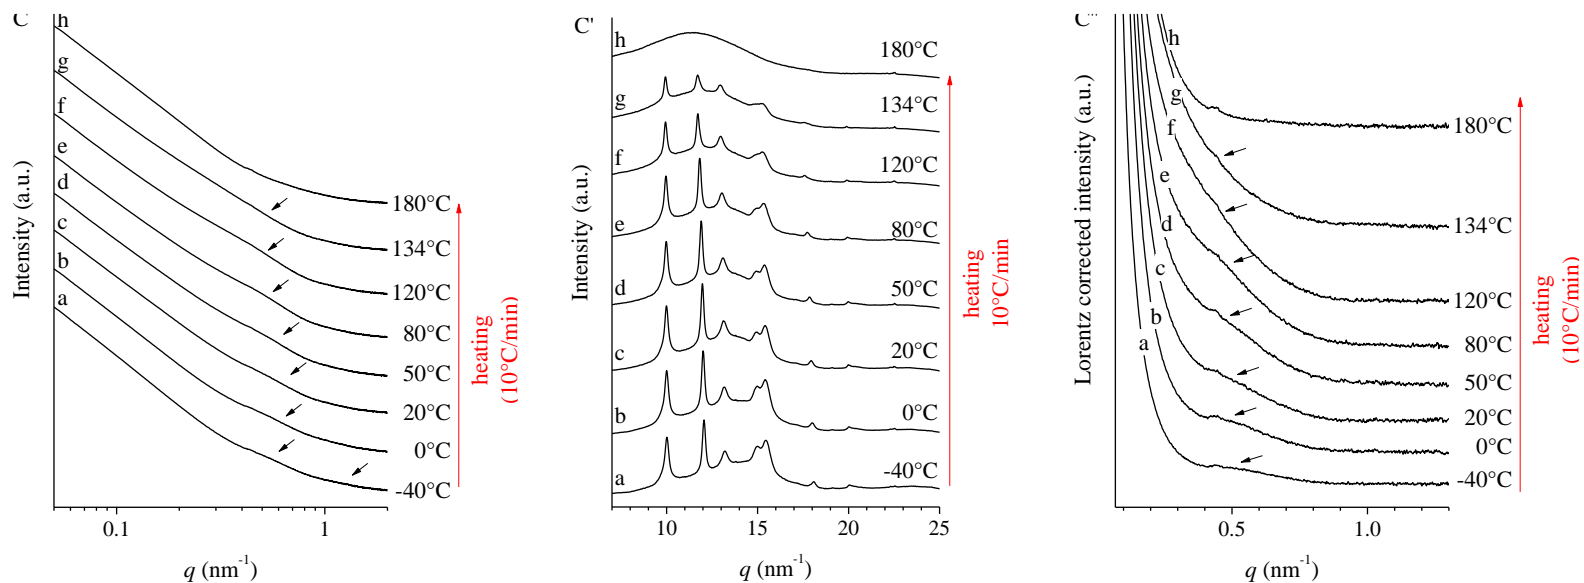 C
h
g
f
e
d
c
b
a
180°C
134°C
120°C
80°C
50°C
20°C
0°C
-40°C
Intensity (a.u.)
heating
(10°C/min)
0.1
1
q (nm-1)
C'
h
g
f
e
d
c
b
a
180°C
134°C
120°C
80°C
50°C
20°C
0°C
-40°C
Intensity (a.u.)
heating
10°C/min
10
15
20
25
q (nm-1)
h
g
f
e
d
c
b
a
180°C
134°C
120°C
80°C
50°C
20°C
0°C
-40°C
Lorentz corrected intensity (a.u.)
heating
(10°C/min)
0.5
1.0
q (nm-1)